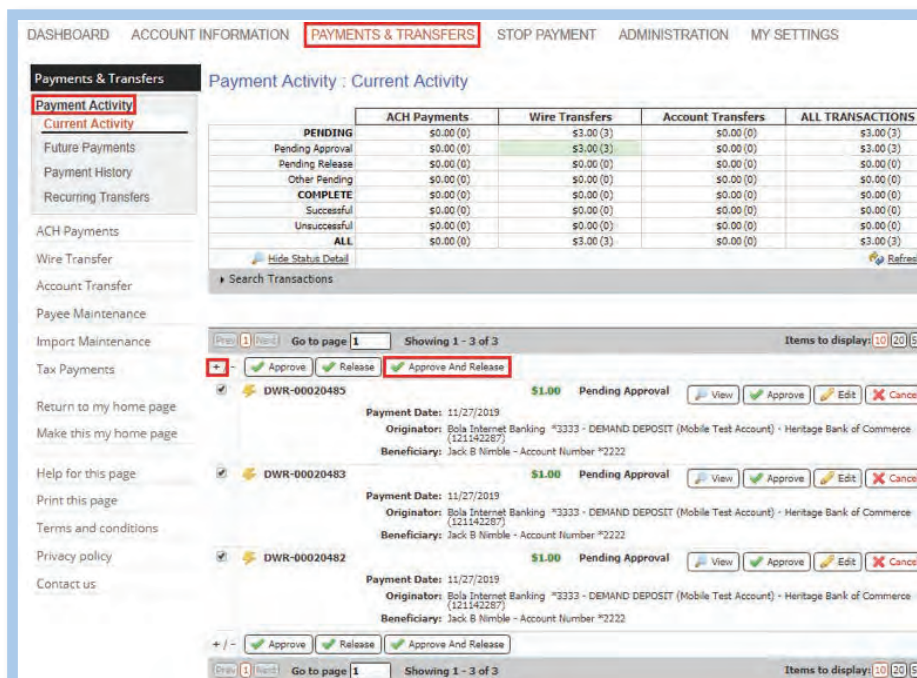 DASHBOARD ACCOUNT INFORMATION PAYMENTS & TRANSFERS STOP PAYMENT ADMINISTRATION MY SETTINGS
Payments & Transfers
Payment Activity
Current Activity
Future Payments
Payment History
Recurring Transfers
ACH Payments
Wire Transfer
Account Transfer
Payee Maintenance
Import Maintenance
Tax Payments
Return to my home page
Make this my home page
Help for this page
Print this page
Terms and conditions
Privacy policy
Contact us
Payment Activity : Current Activity
ACH Payments Wire Transfers Account Transfers ALL TRANSACTIONS
PENDING $0.00 (0) $3.00 (3) $0.00 (0) $3.00 (3)
Pending Approval $0.00 (0) $3.00 (3) $0.00 (0) $3.00 (3)
Pending Release $0.00 (0) $0.00 (0) $0.00 (0) $0.00 (0)
Other Pending $0.00 (0) $0.00 (0) $0.00 (0) $0.00 (0)
COMPLETE $0.00 (0) $0.00 (0) $0.00 (0) $0.00 (0)
Successful $0.00 (0) $0.00 (0) $0.00 (0) $0.00 (0)
Unsuccessful $0.00 (0) $0.00 (0) $0.00 (0) $0.00 (0)
ALL $0.00 (0) $3.00 (3) $0.00 (0) $3.00 (3)
Hide Status Detail Refres
Search Transactions
Prev 1 Next Go to page 1 Showing 1 - 3 of 3 Items to display: 10 20 5
+ - Approve Release Approve And Release
DWR-00020485 $1.00 Pending Approval View Approve Edit Cance
Payment Date: 11/27/2019
Originator: Bola Internet Banking *3333 - DEMAND DEPOSIT (Mobile Test Account) - Heritage Bank of Commerce
(121142287)
Beneficiary: Jack B Nimble - Account Number *2222
DWR-00020483 $1.00 Pending Approval View Approve Edit Cance
Payment Date: 11/27/2019
Originator: Bola Internet Banking *3333 - DEMAND DEPOSIT (Mobile Test Account) - Heritage Bank of Commerce
(121142287)
Beneficiary: Jack B Nimble - Account Number *2222
DWR-00020482 $1.00 Pending Approval View Approve Edit Cance
Payment Date: 11/27/2019
Originator: Bola Internet Banking *3333 - DEMAND DEPOSIT (Mobile Test Account) - Heritage Bank of Commerce
(121142287)
Beneficiary: Jack B Nimble - Account Number *2222
+ / - Approve Release Approve And Release
Prev 1 Next Go to page 1 Showing 1 - 3 of 3 Items to display: 10 20 5